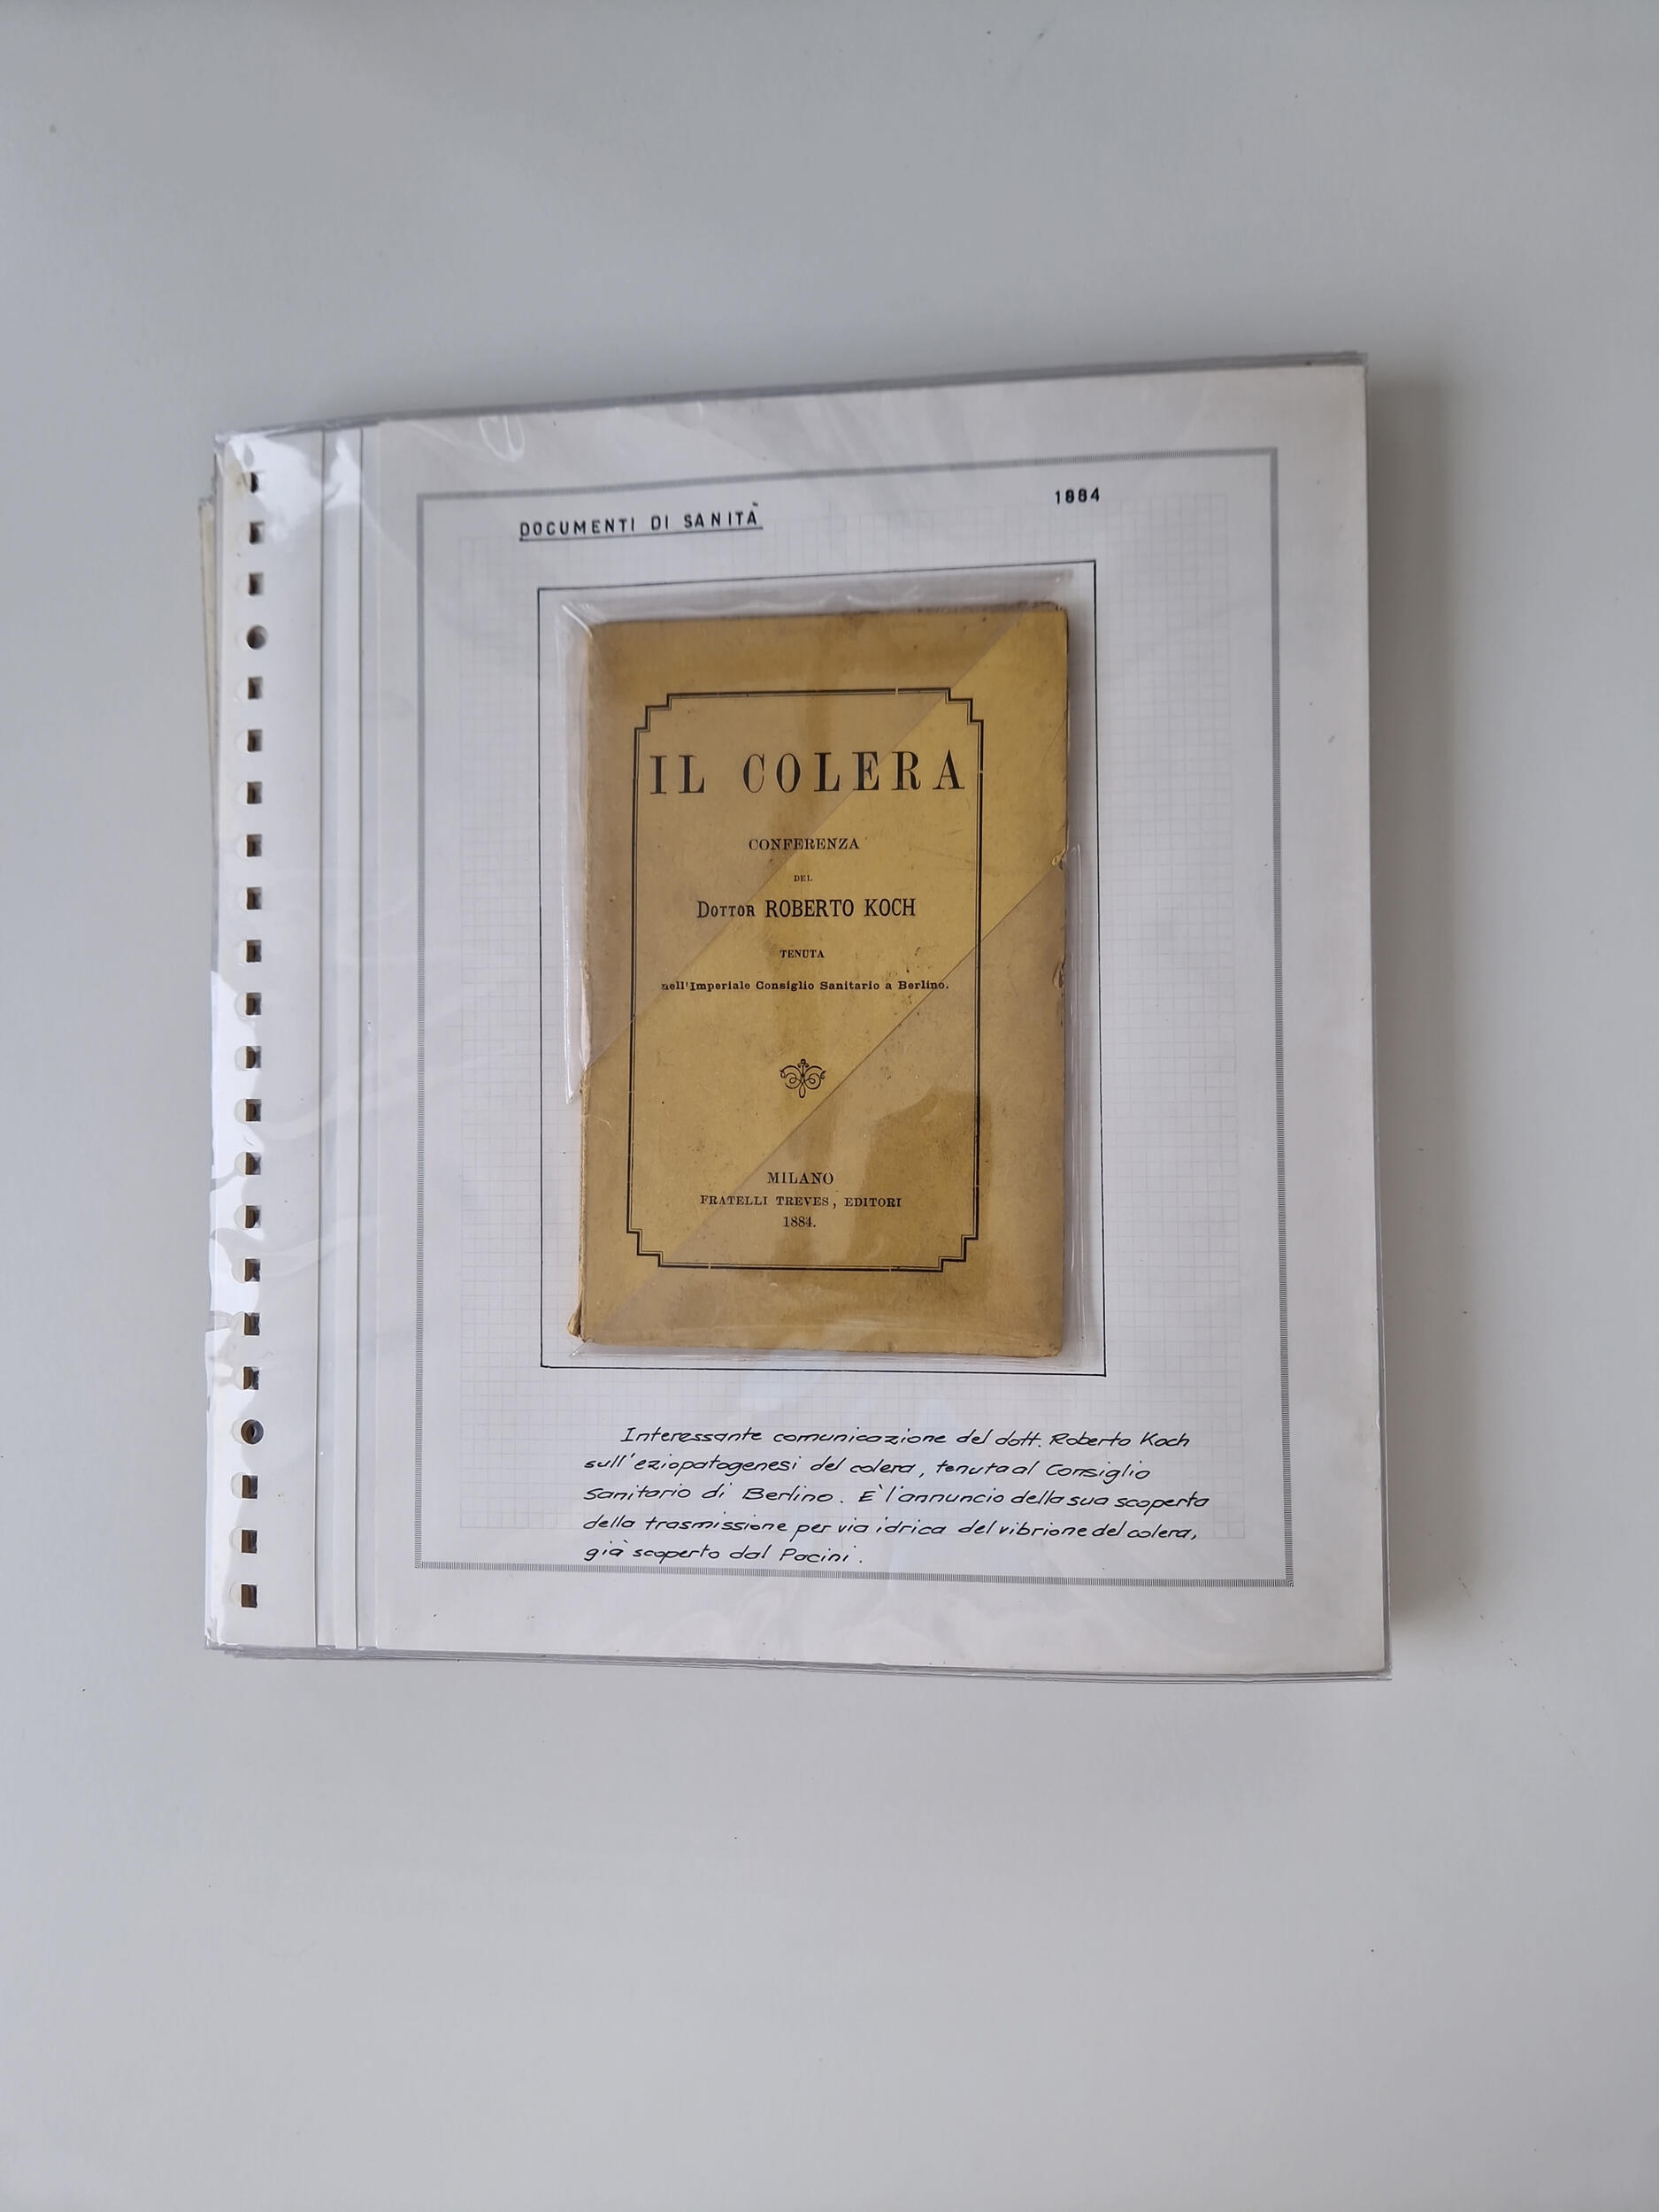 DOCUMENTI DI SANITÀ
1884
IL COLERA
CONFERENZA
DEL
DOTTOR ROBERTO KOCH
TENUTA
nell'Imperiale Consiglio Sanitario a Berlino.
MILANO
FRATELLI TREVES, EDITORI
1884.
Interessante comunicazione del dott. Roberto Koch
sull'eziopatogenesi del colera, tenuta al Consiglio
Sanitario di Berlino. E' l'annuncio della sua scoperta
della trasmissione per via idrica del vibrione del colera,
già scoperto dal Pacini.